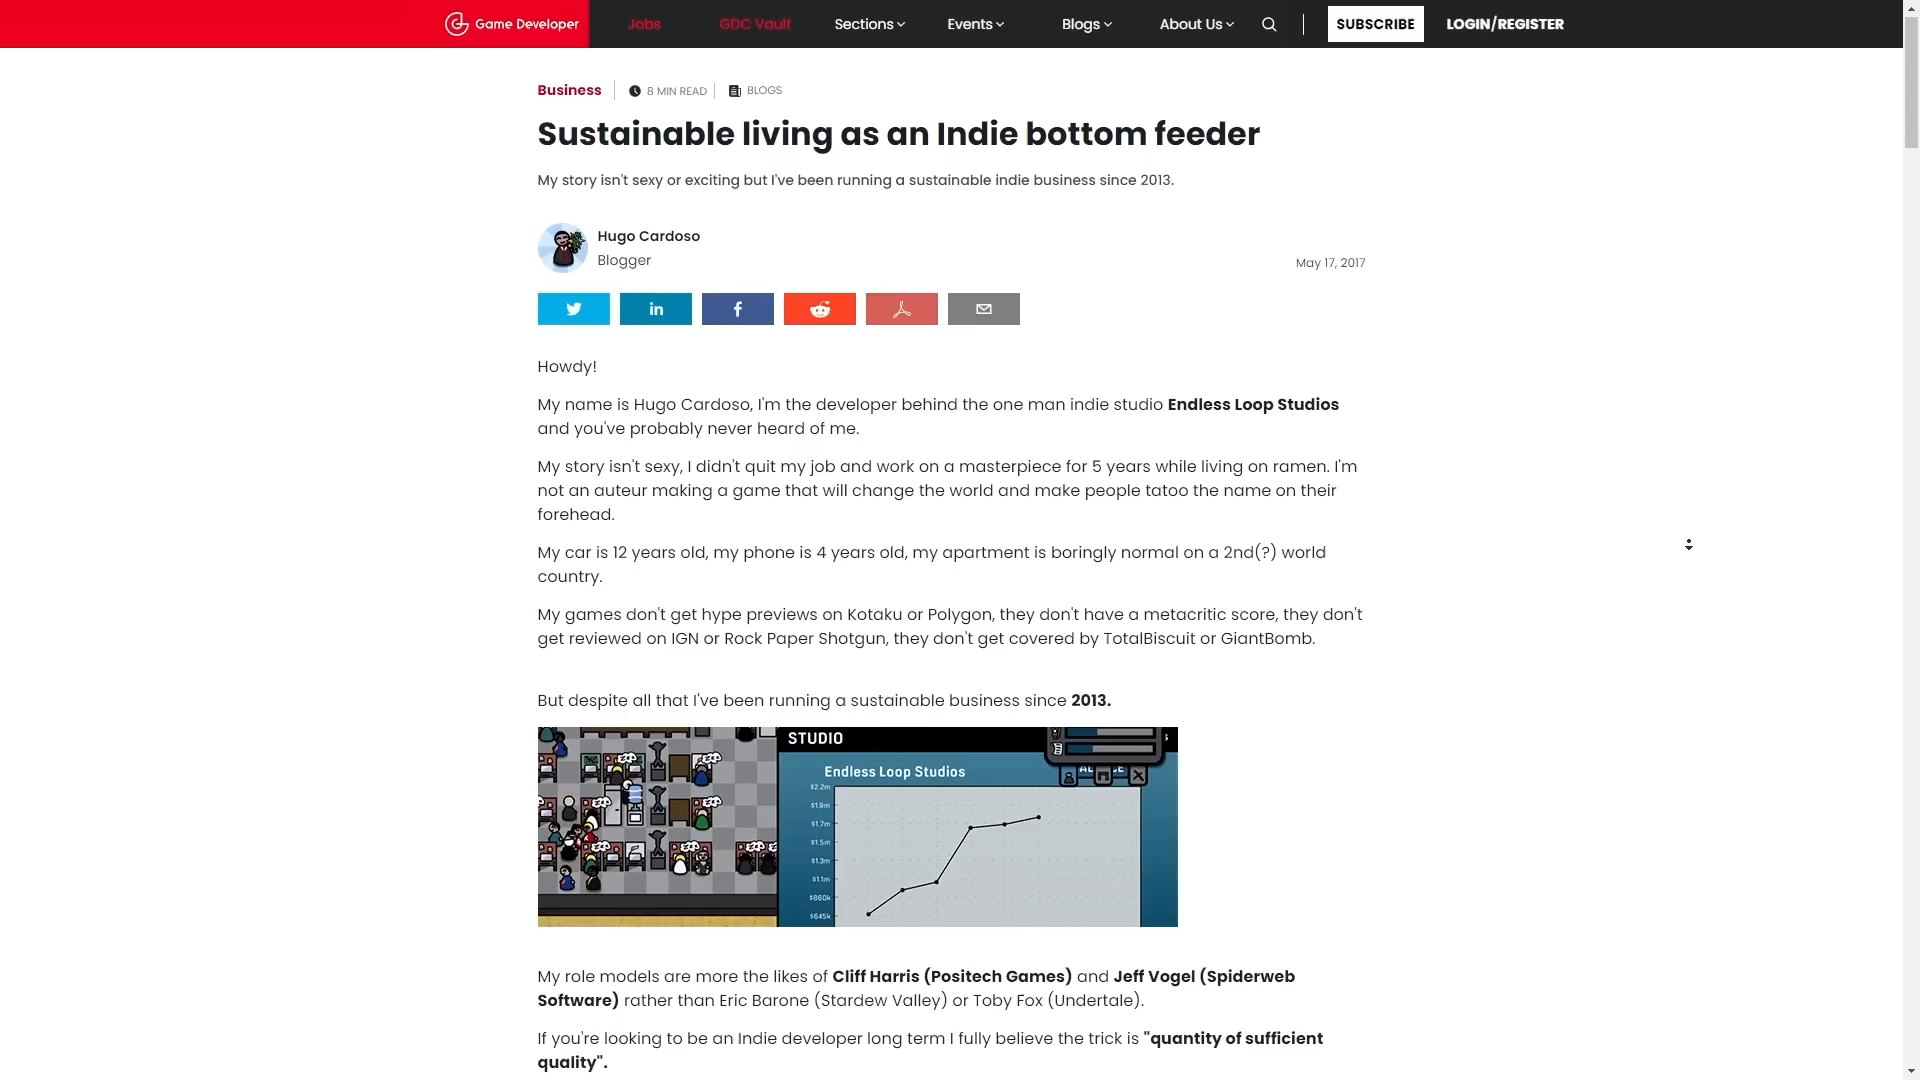 Game Developer
Jobs
GDC Vault
Sections
Events
Blogs
About Us
SUBSCRIBE
LOGIN/REGISTER
Business
8 MIN READ
BLOGS
Sustainable living as an Indie bottom feeder
My story isn't sexy or exciting but I've been running a sustainable indie business since 2013.
Hugo Cardoso
Blogger
May 17, 2017
Howdy!
My name is Hugo Cardoso, I'm the developer behind the one man indie studio Endless Loop Studios
and you've probably never heard of me.
My story isn't sexy, I didn't quit my job and work on a masterpiece for 5 years while living on ramen. I'm
not an auteur making a game that will change the world and make people tatoo the name on their
forehead.
My car is 12 years old, my phone is 4 years old, my apartment is boringly normal on a 2nd(?) world
country.
My games don't get hype previews on Kotaku or Polygon, they don't have a metacritic score, they don't
get reviewed on IGN or Rock Paper Shotgun, they don't get covered by TotalBiscuit or GiantBomb.
But despite all that I've been running a sustainable business since 2013.
STUDIO
Endless Loop Studios
$2.2m
$1.9m
$1.7m
$1.5m
$1.3m
$1.1m
$860k
$645k
My role models are more the likes of Cliff Harris (Positech Games) and Jeff Vogel (Spiderweb
Software) rather than Eric Barone (Stardew Valley) or Toby Fox (Undertale).
If you're looking to be an Indie developer long term I fully believe the trick is "quantity of sufficient
quality".